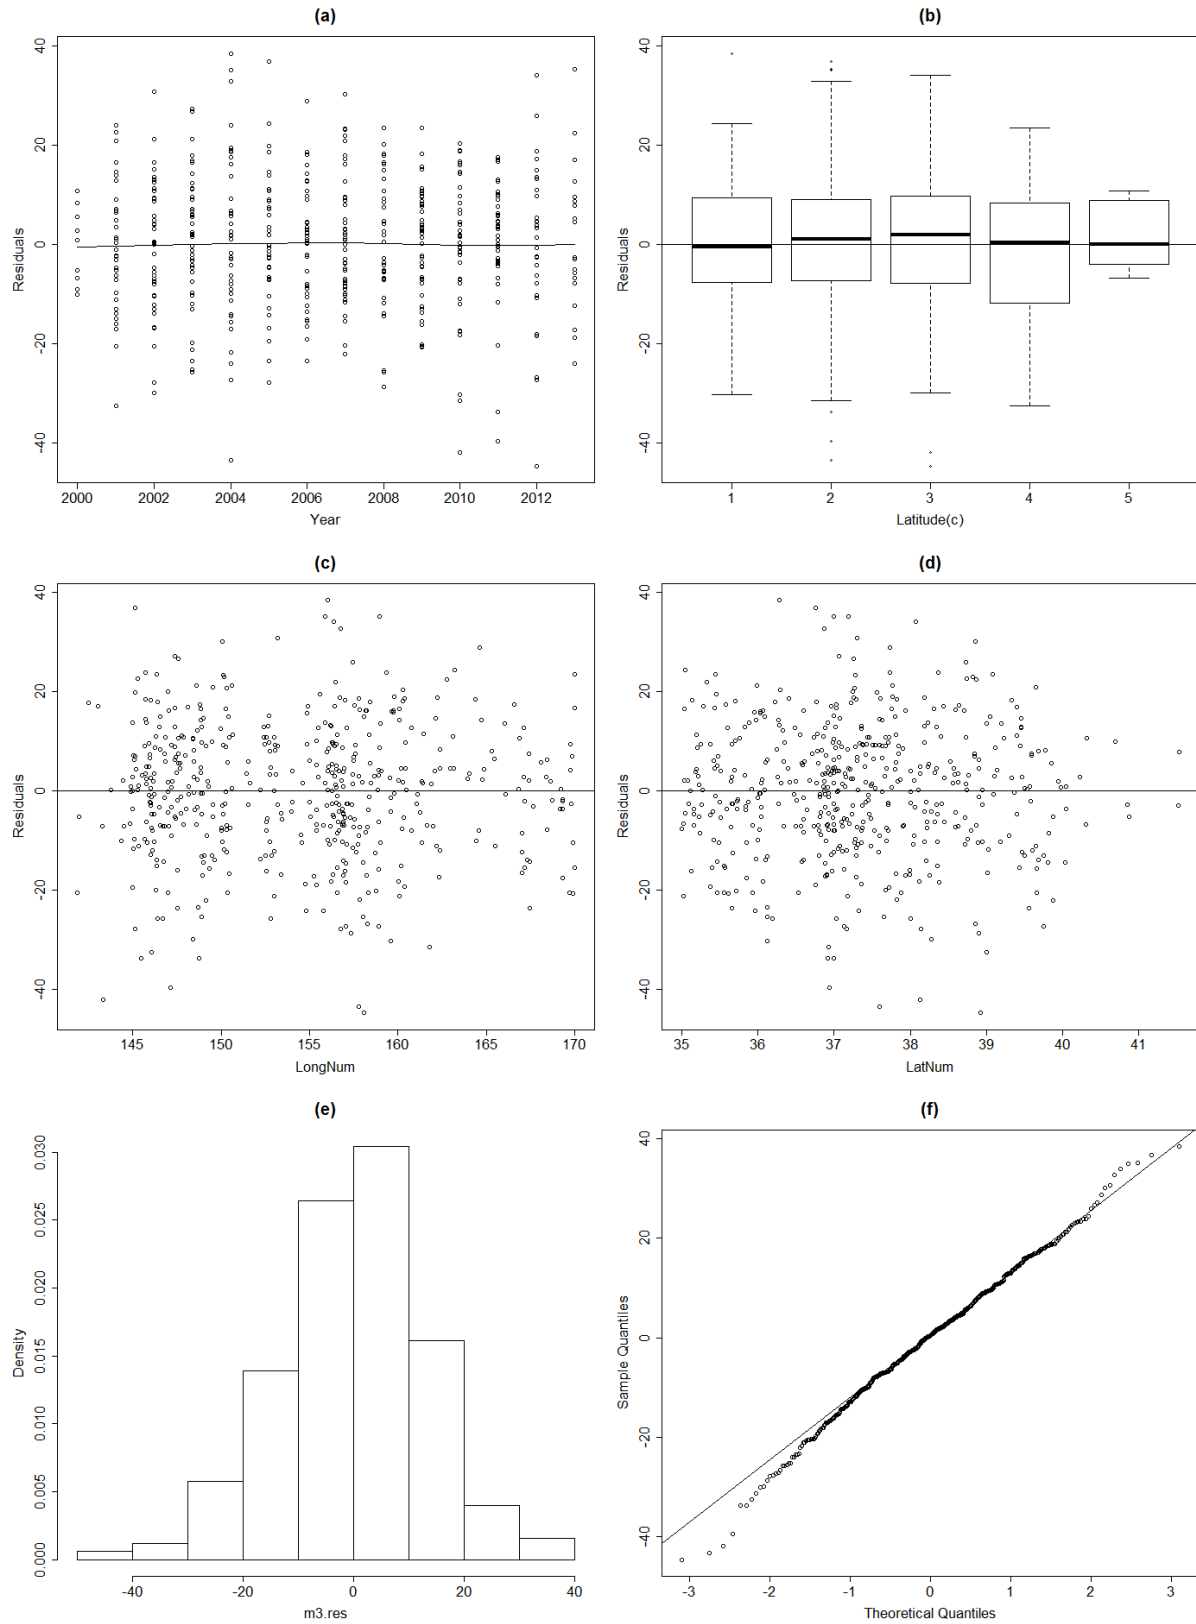 (a)
40
20
0
-20
-40
Residuals
2000 2002 2004 2006 2008 2010 2012
Year
(b)
40
20
0
-20
-40
Residuals
1 2 3 4 5
Latitude(c)
(c)
40
20
0
-20
-40
Residuals
145 150 155 160 165 170
LongNum
(d)
40
20
0
-20
-40
Residuals
35 36 37 38 39 40 41
LatNum
(e)
0.030
0.025
0.020
0.015
0.010
0.005
0.000
Density
-40 -20 0 20 40
m3.res
(f)
40
20
0
-20
-40
Sample Quantiles
-3 -2 -1 0 1 2 3
Theoretical Quantiles